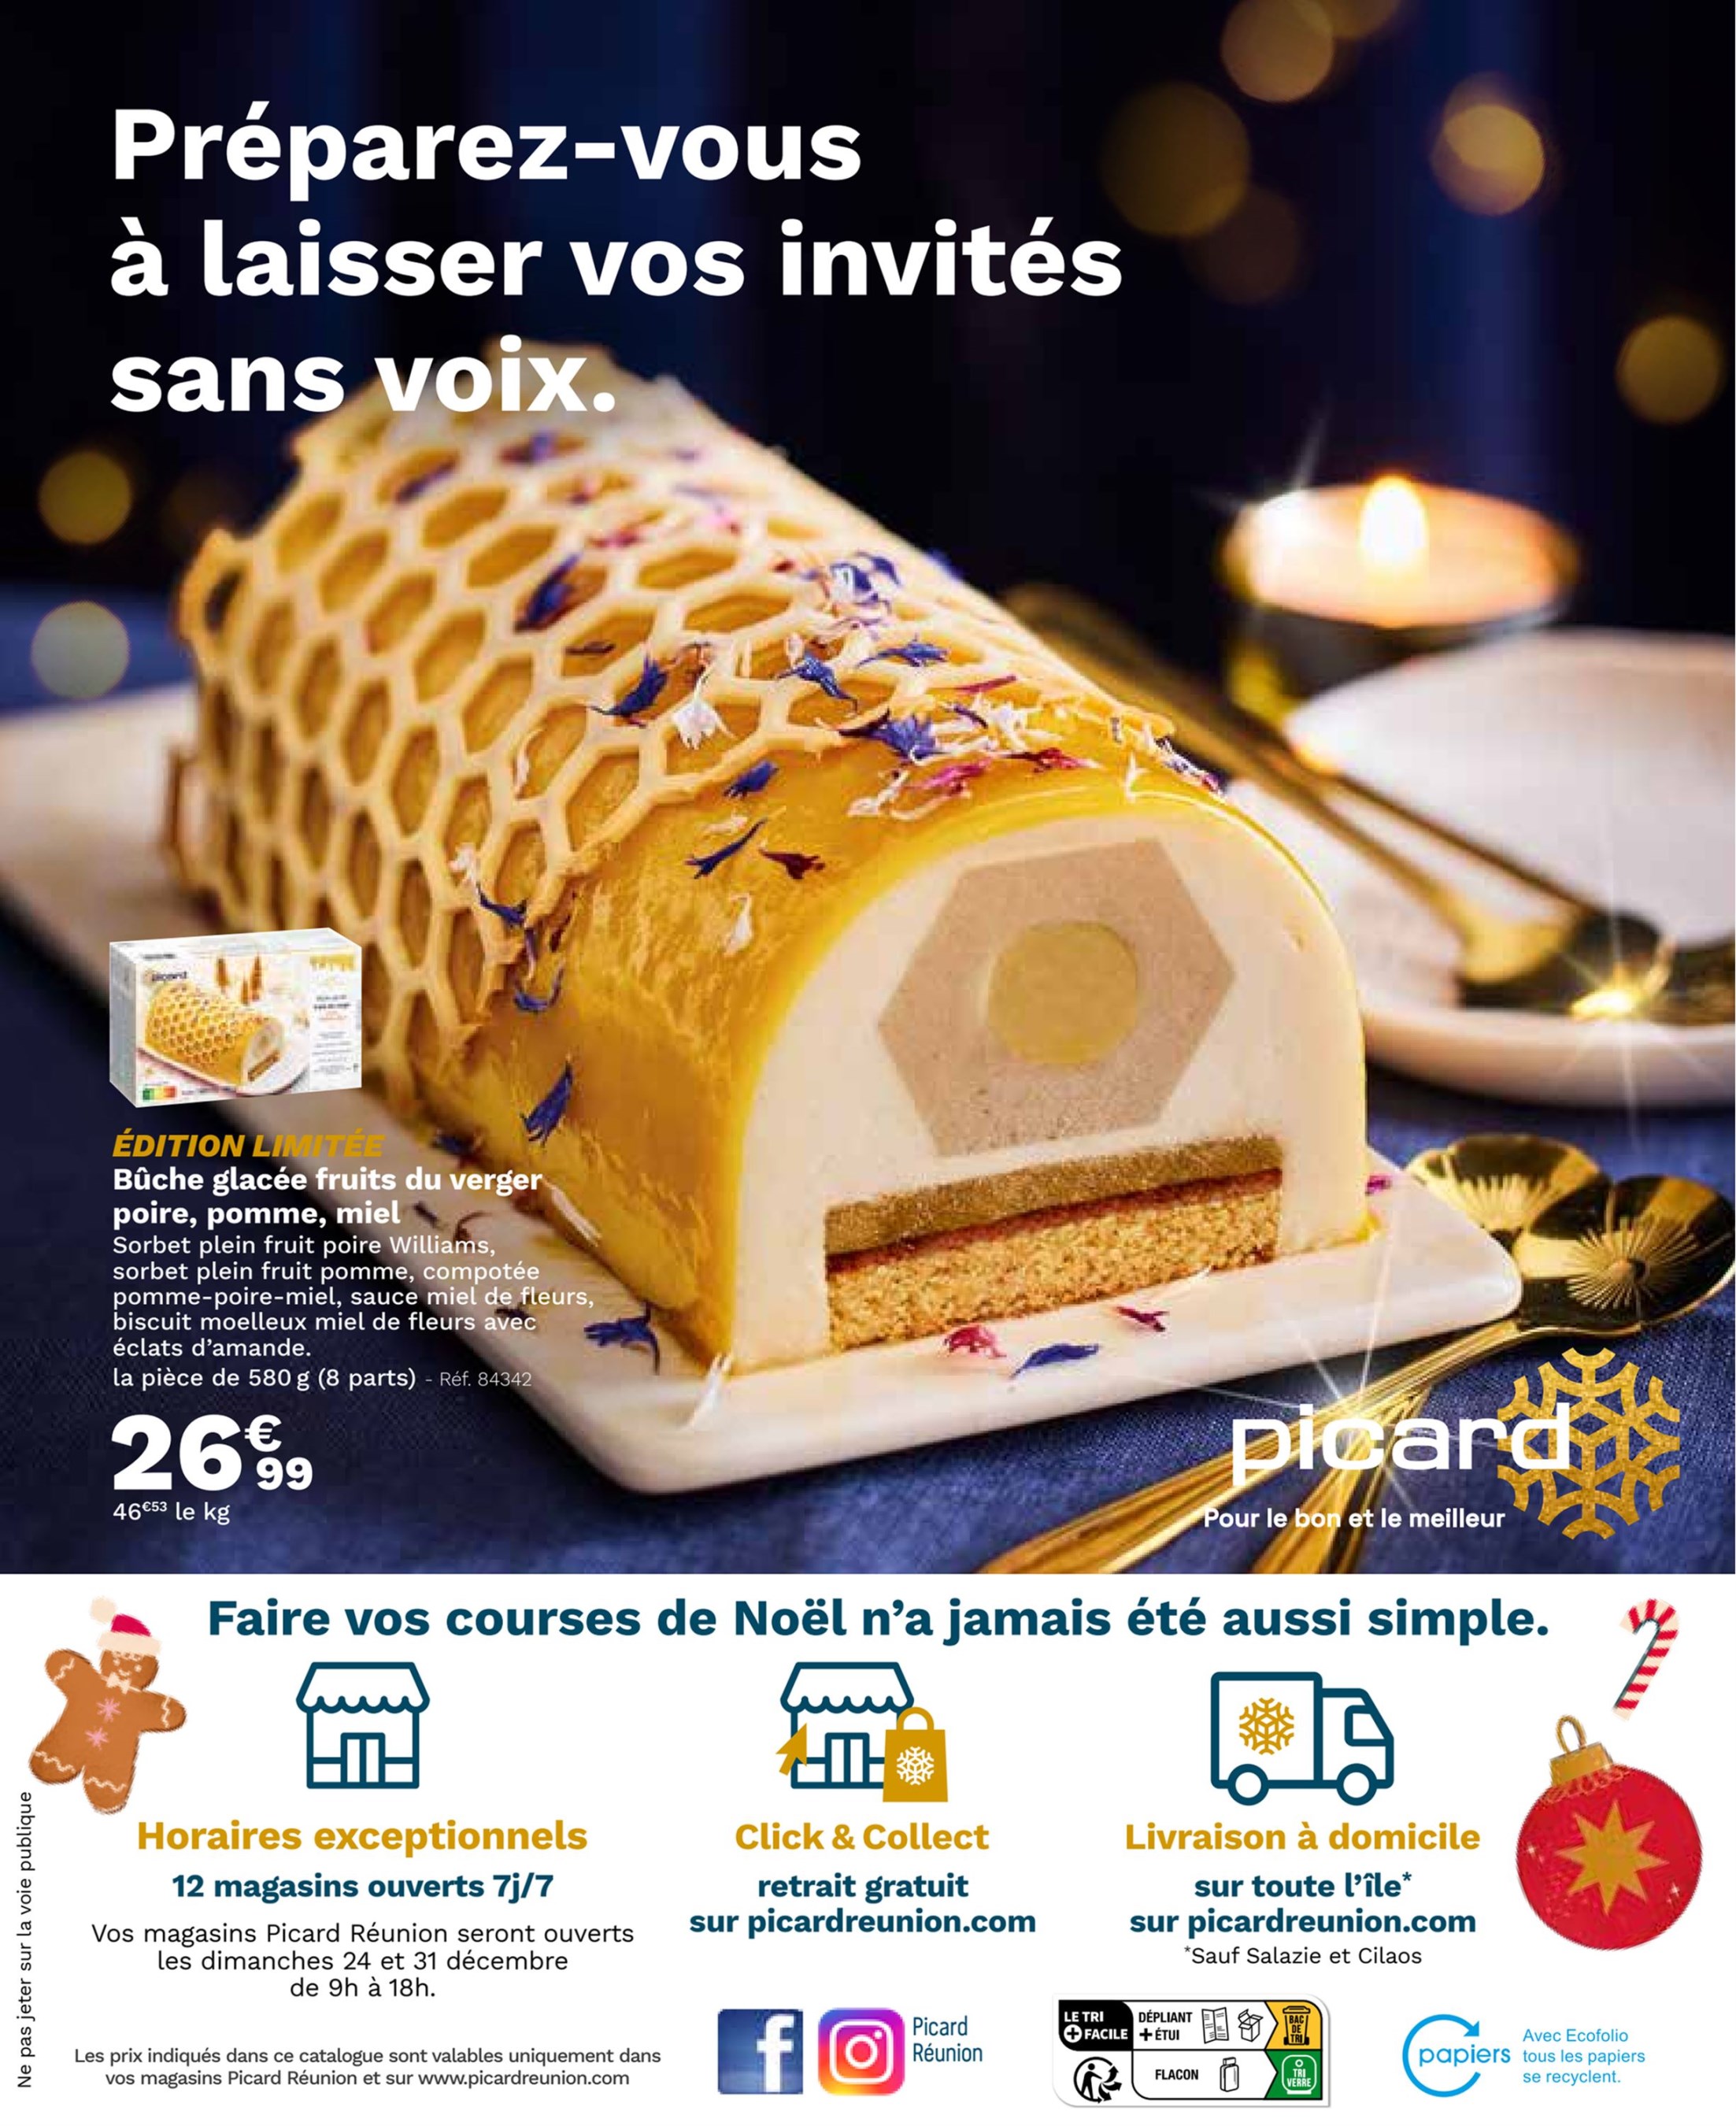 Préparez-vous
à laisser vos invités
sans voix.
picard
ÉDITION LIMITÉE
Bûche glacée fruits du verger
poire, pomme, miel
Sorbet plein fruit poire Williams,
sorbet plein fruit pomme, compotée
pomme-poire-miel, sauce miel de fleurs,
biscuit moelleux miel de fleurs avec
éclats d'amande.
la pièce de 580 g (8 parts) - Réf. 84342
26€99
46€53 le kg
picard
Pour le bon et le meilleur
Faire vos courses de Noël n'a jamais été aussi simple.
Horaires exceptionnels
12 magasins ouverts 7j/7
Vos magasins Picard Réunion seront ouverts
les dimanches 24 et 31 décembre
de 9h à 18h.
Click & Collect
retrait gratuit
sur picardreunion.com
Livraison à domicile
sur toute l'île*
sur picardreunion.com
*Sauf Salazie et Cilaos
Ne pas jeter sur la voie publique
Les prix indiqués dans ce catalogue sont valables uniquement dans
vos magasins Picard Réunion et sur www.picardreunion.com
f
Picard
Réunion
LE TRI
+ FACILE
DÉPLIANT
+ ÉTUI
BAC
DE
TRI
FLACON
TRI
VERRE
papiers
Avec Ecofolio
tous les papiers
se recyclent.